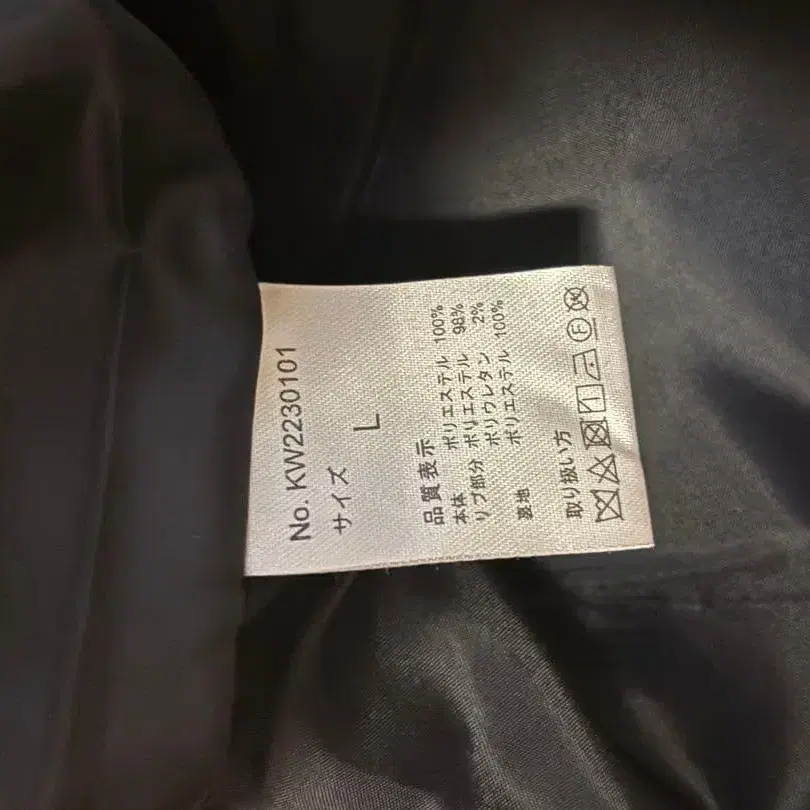 No. KW2230101
サイズ
L
品質表示
本体 ポリエステル 100%
リブ部分 ポリエステル 98%
ポリウレタン 2%
裏地 ポリエステル 100%
取り扱い方
F